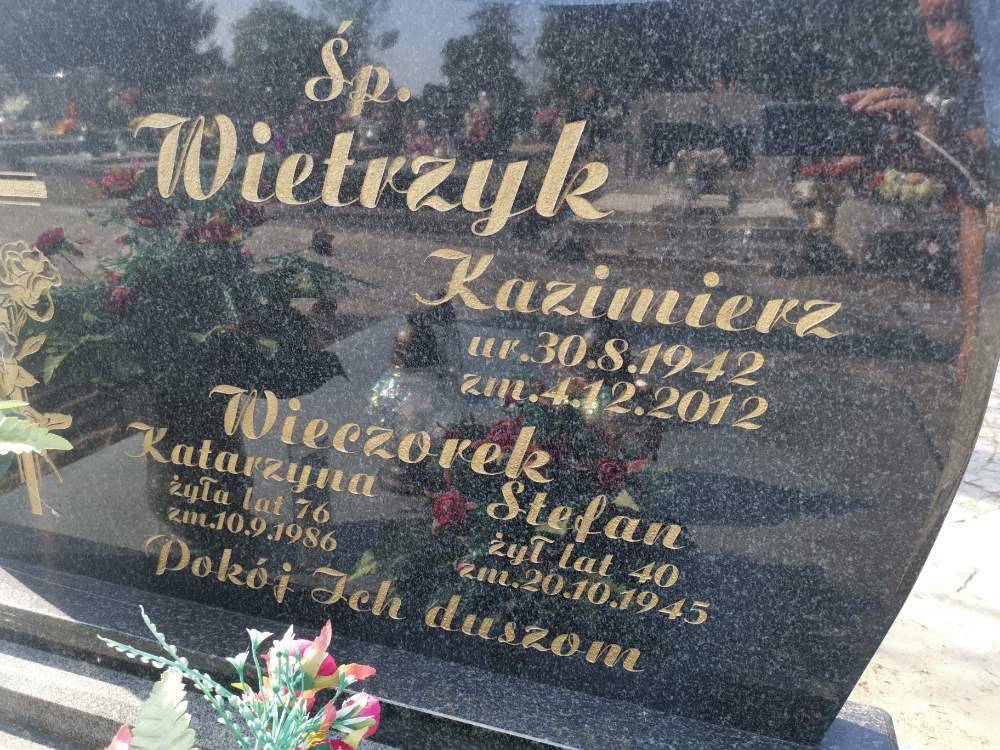 Śp.
Wietrzyk
Kazimierz
ur.30.8.1942
zm.4.12.2012
Wieczorek
Katarzyna
żyła lat 76
zm.10.9.1986
Stefan
żył lat 40
zm.20.10.1945
Pokój Ich duszom